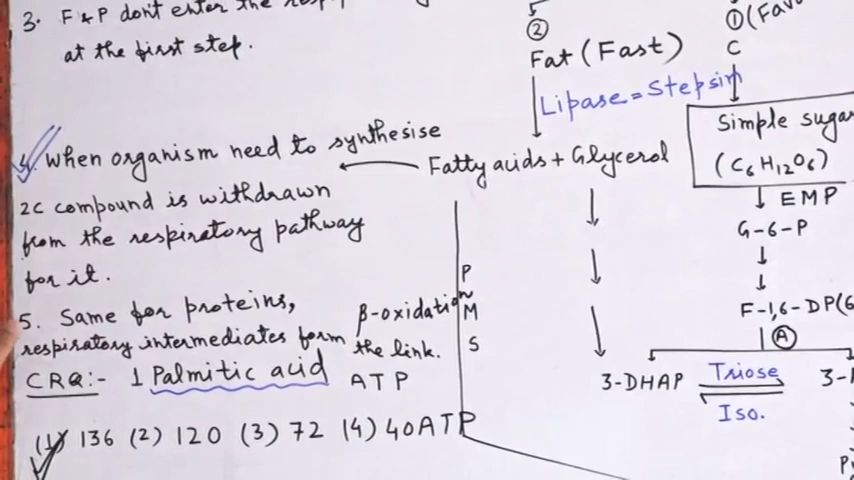 3. F & P don't enter the
at the first step.
4. When organism need to synthesise
2C compound is withdrawn
from the respiratory pathway
for it.
5. Same for proteins,
respiratory intermediates form
the link.
CRQ:- 1 Palmitic acid ATP
(1) 136 (2) 120 (3) 72 (4) 40ATP
②
Fat (Fast)
Lipase = Stepsin
Fatty acids + Glycerol
β-oxidation
P
M
S
①
C
Simple sugar
(C6H12O6)
EMP
G-6-P
F-1,6-DP(6
A
3-DHAP
Triose
Iso.
3-